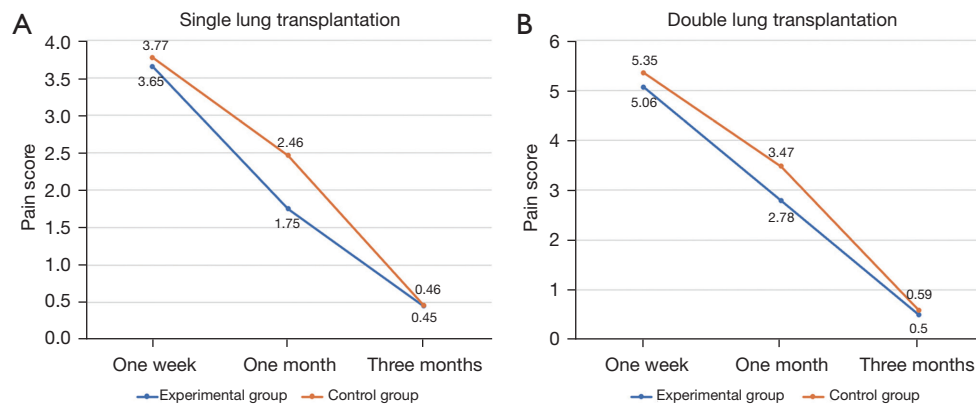 A
Single lung transplantation
4.0
3.5
3.0
2.5
2.0
1.5
1.0
0.5
0.0
Pain score
3.77
3.65
2.46
1.75
0.46
0.45
One week One month Three months
Experimental group Control group
B
Double lung transplantation
6
5
4
3
2
1
0
Pain score
5.35
5.06
3.47
2.78
0.59
0.5
One week One month Three months
Experimental group Control group